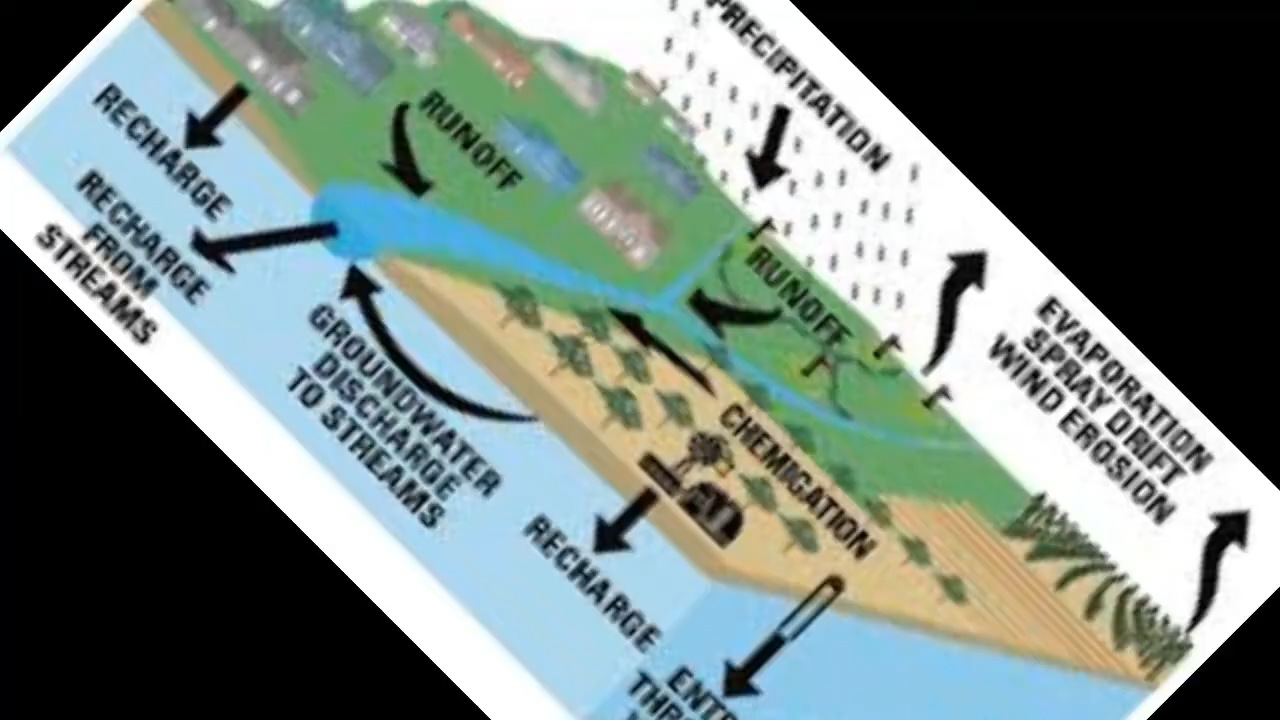 PRECIPITATION
RUNOFF
RECHARGE
RECHARGE
FROM
STREAMS
RUNOFF
EVAPORATION
SPRAY DRIFT
WIND EROSION
GROUNDWATER
DISCHARGE
TO STREAMS
CHEMIGATION
RECHARGE